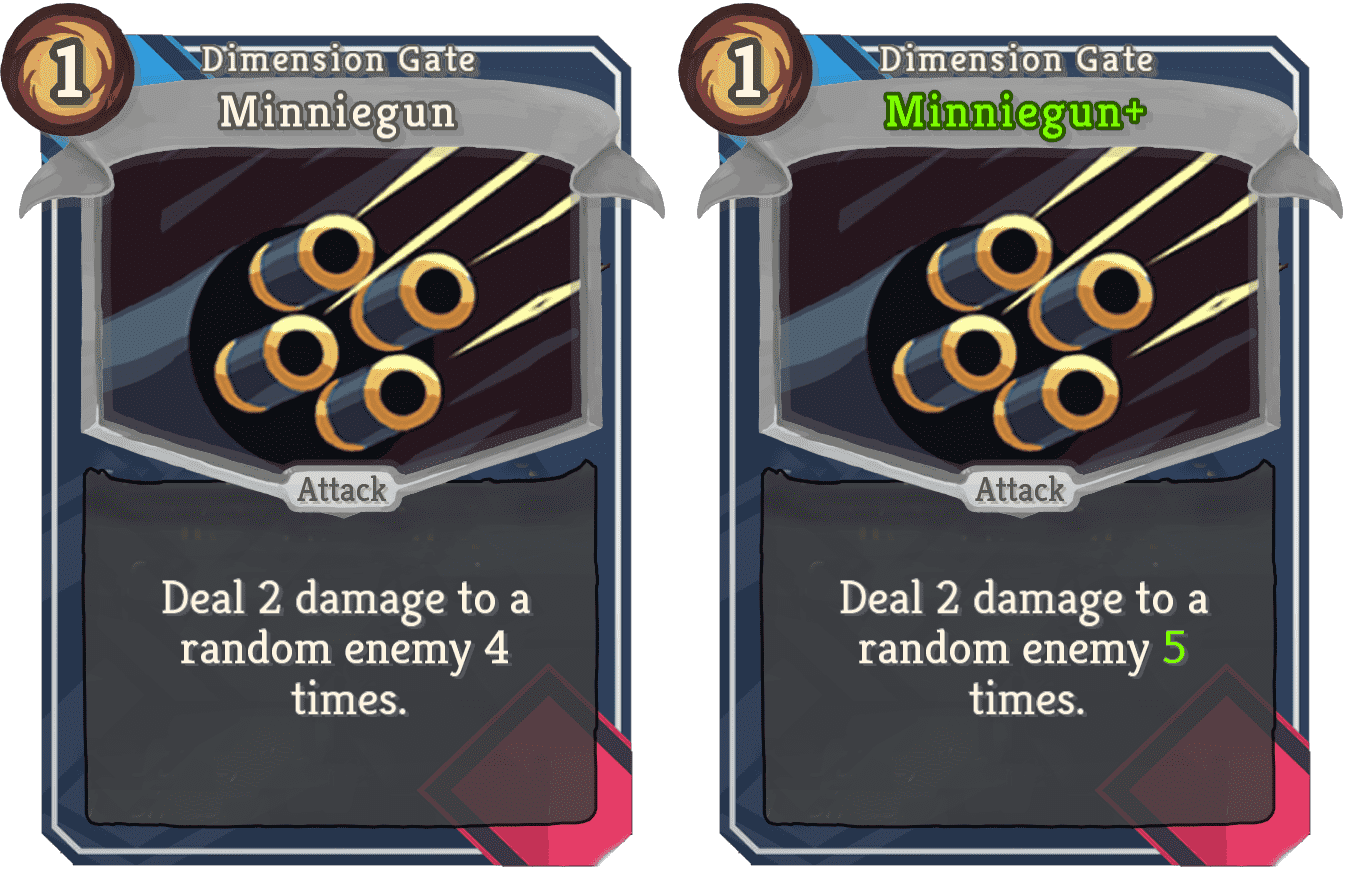 1
Dimension Gate
Minniegun
Attack
Deal 2 damage to a
random enemy 4
times.
1
Dimension Gate
Minniegun+
Attack
Deal 2 damage to a
random enemy 5
times.